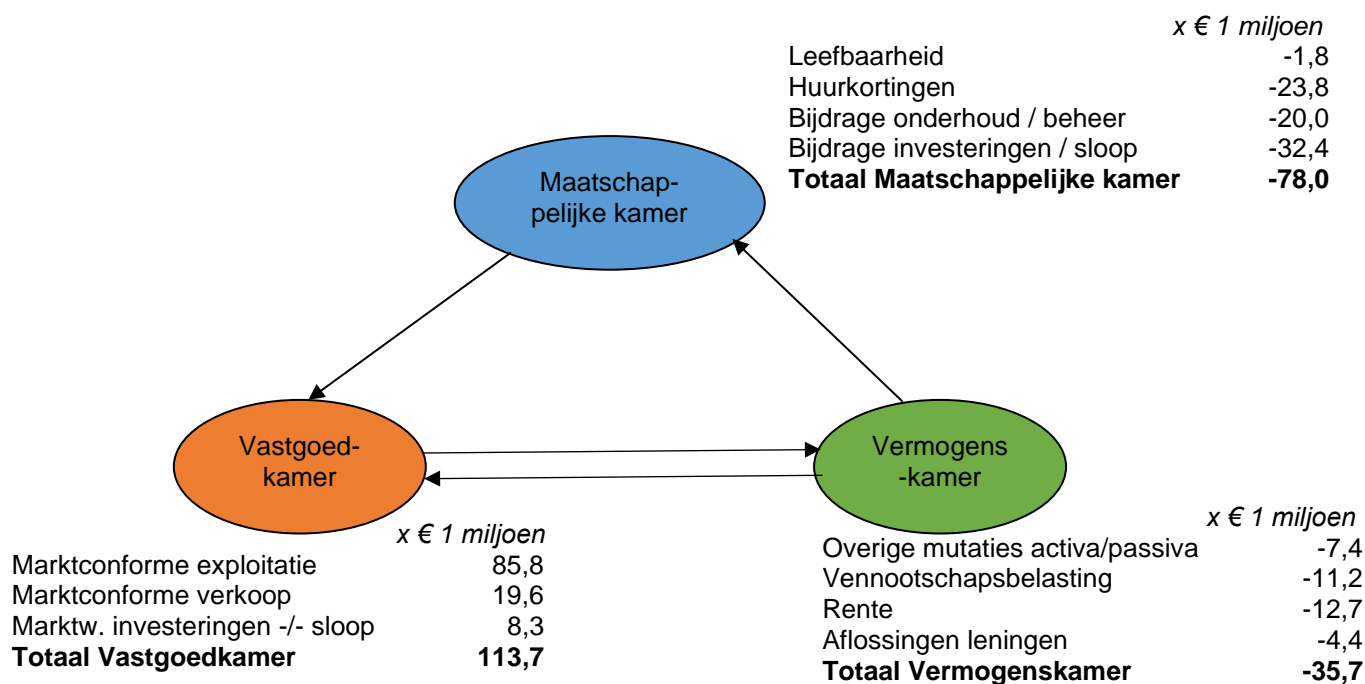 x € 1 miljoen
Leefbaarheid -1,8
Huurkortingen -23,8
Bijdrage onderhoud / beheer -20,0
Bijdrage investeringen / sloop -32,4
Totaal Maatschappelijke kamer -78,0
Maatschap-
pelijke kamer
Vastgoed-
kamer
Vermogens
-kamer
x € 1 miljoen
Marktconforme exploitatie 85,8
Marktconforme verkoop 19,6
Marktw. investeringen -/- sloop 8,3
Totaal Vastgoedkamer 113,7
x € 1 miljoen
Overige mutaties activa/passiva -7,4
Vennootschapsbelasting -11,2
Rente -12,7
Aflossingen leningen -4,4
Totaal Vermogenskamer -35,7